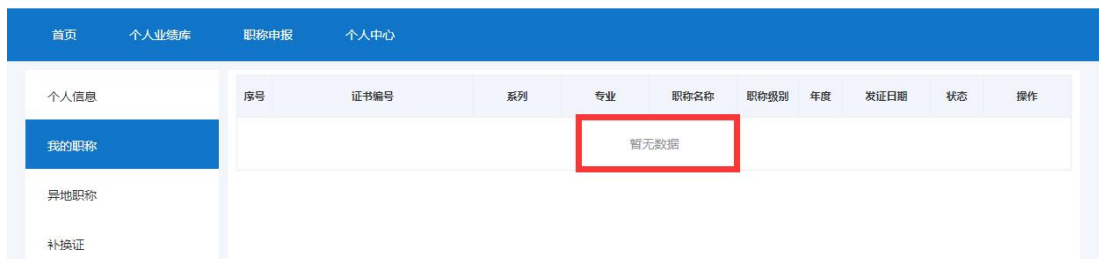 首页 个人业绩库 职称申报 个人中心
个人信息
序号 证书编号 系列 专业 职称名称 职称级别 年度 发证日期 状态 操作
我的职称
暂无数据
异地职称
补换证